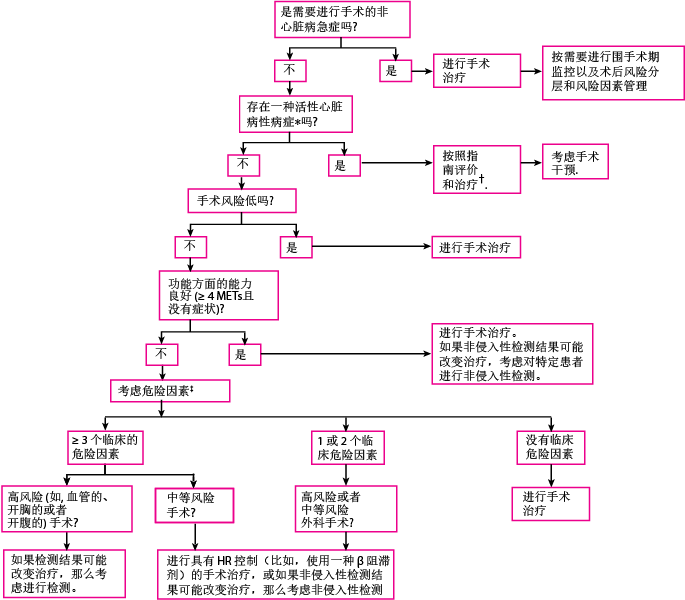 是需要进行手术的非
心脏病急症吗?
不
是
进行手术
治疗
按需要进行围手术期
监控以及术后风险分
层和风险因素管理
存在一种活性心脏
病性病症*吗?
不
是
按照指
南评价
和治疗†.
考虑手术
干预.
手术风险低吗?
不
是
进行手术治疗
功能方面的能力
良好 (≥ 4 METs且
没有症状)?
不
是
进行手术治疗。
如果非侵入性检测结果可能
改变治疗，考虑对特定患者
进行非侵入性检测。
考虑危险因素‡
≥ 3 个临床的
危险因素
1 或 2 个临
床危险因素
没有临床
危险因素
高风险 (如, 血管的、
开胸的或者
开腹的) 手术?
中等风险
手术?
高风险或者
中等风险
外科手术?
进行手术
治疗
如果检测结果可能
改变治疗，那么考
虑进行检测。
进行具有 HR 控制（比如，使用一种 β 阻滞
剂）的手术治疗，或如果非侵入性检测结
果可能改变治疗，那么考虑非侵入性检测